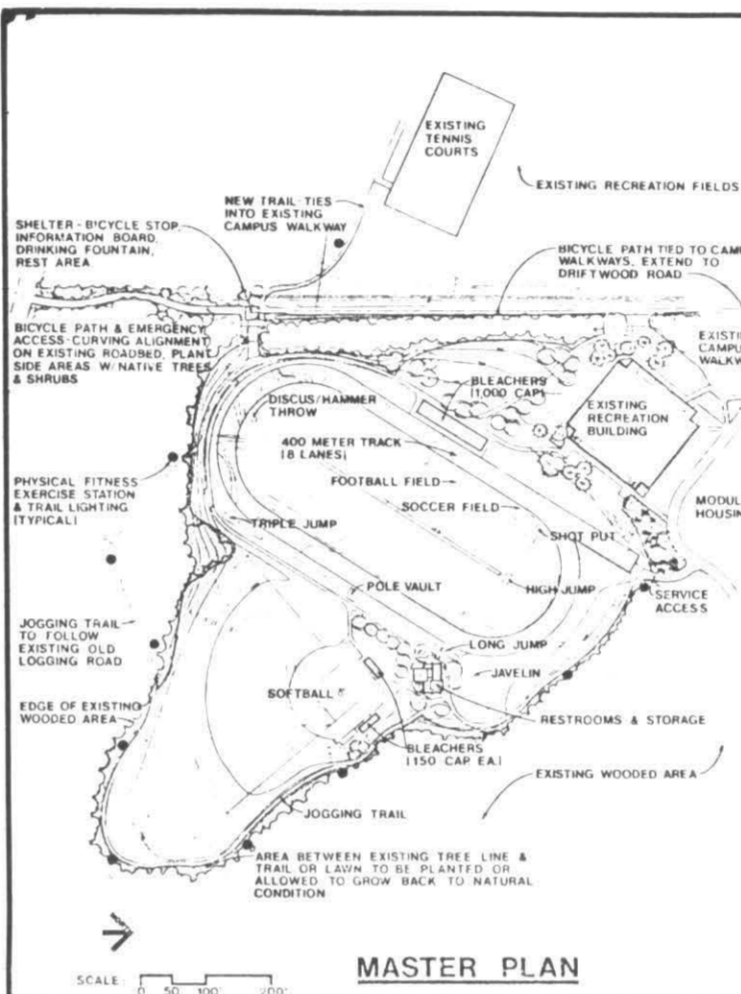 EXISTING
TENNIS
COURTS
EXISTING RECREATION FIELDS
NEW TRAIL-TIES
INTO EXISTING
CAMPUS WALKWAY
SHELTER-BICYCLE STOP,
INFORMATION BOARD,
DRINKING FOUNTAIN,
REST AREA
BICYCLE PATH TIED TO CAM
WALKWAYS, EXTEND TO
DRIFTWOOD ROAD
BICYCLE PATH & EMERGENCY
ACCESS-CURVING ALIGNMENT
ON EXISTING ROADBED, PLANT
SIDE AREAS W/NATIVE TREES
& SHRUBS
EXISTI
CAMPU
WALKW
BLEACHERS
(1,000 CAP)
DISCUS/HAMMER
THROW
EXISTING
RECREATION
BUILDING
400 METER TRACK
(8 LANES)
FOOTBALL FIELD
SOCCER FIELD
PHYSICAL FITNESS
EXERCISE STATION
& TRAIL LIGHTING
(TYPICAL)
MODUL
HOUSIN
TRIPLE JUMP
SHOT PUT
POLE VAULT
HIGH JUMP
SERVICE
ACCESS
JOGGING TRAIL
TO FOLLOW
EXISTING OLD
LOGGING ROAD
LONG JUMP
JAVELIN
SOFTBALL
EDGE OF EXISTING
WOODED AREA
RESTROOMS & STORAGE
BLEACHERS
(150 CAP EA.)
EXISTING WOODED AREA
JOGGING TRAIL
AREA BETWEEN EXISTING TREE LINE &
TRAIL OR LAWN TO BE PLANTED OR
ALLOWED TO GROW BACK TO NATURAL
CONDITION
MASTER PLAN
SCALE: 0 50' 100' 200'